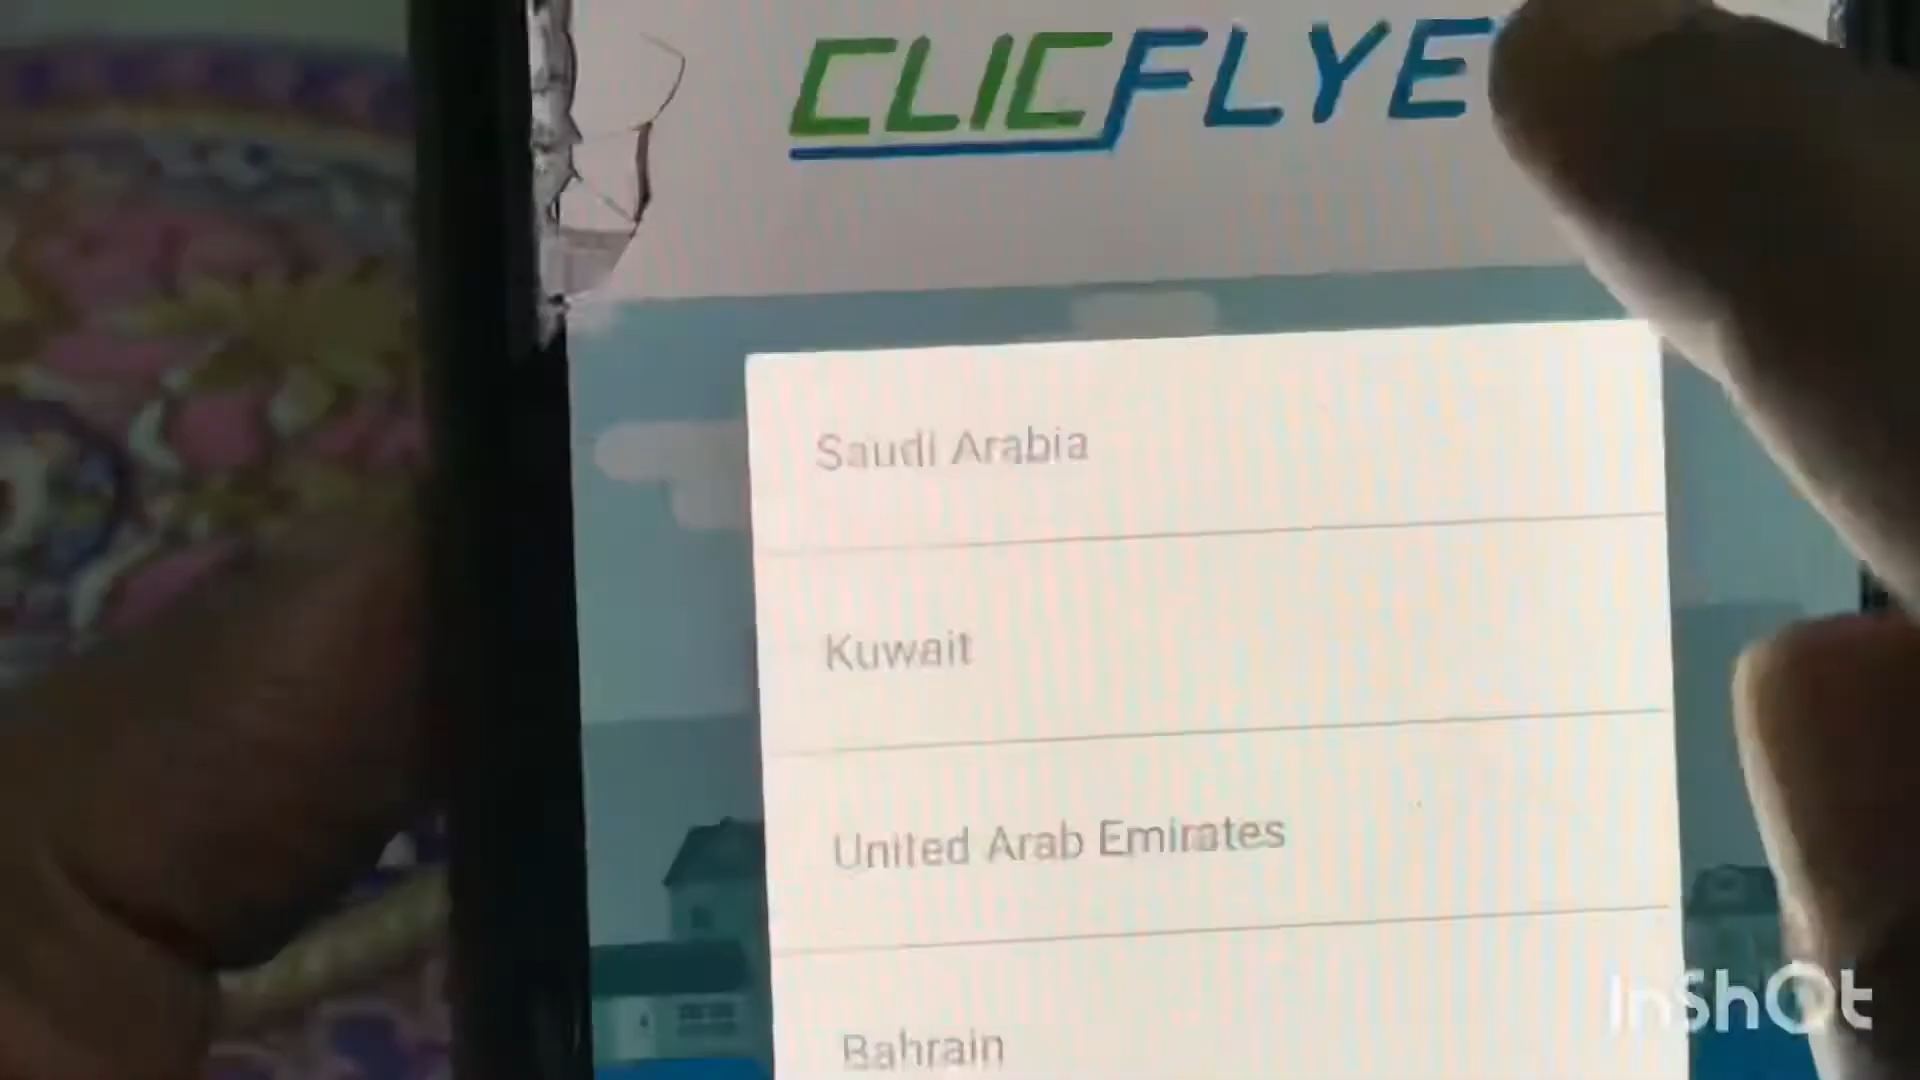 CLICFLYE
Saudi Arabia
Kuwait
United Arab Emirates
Bahrain
InShOt